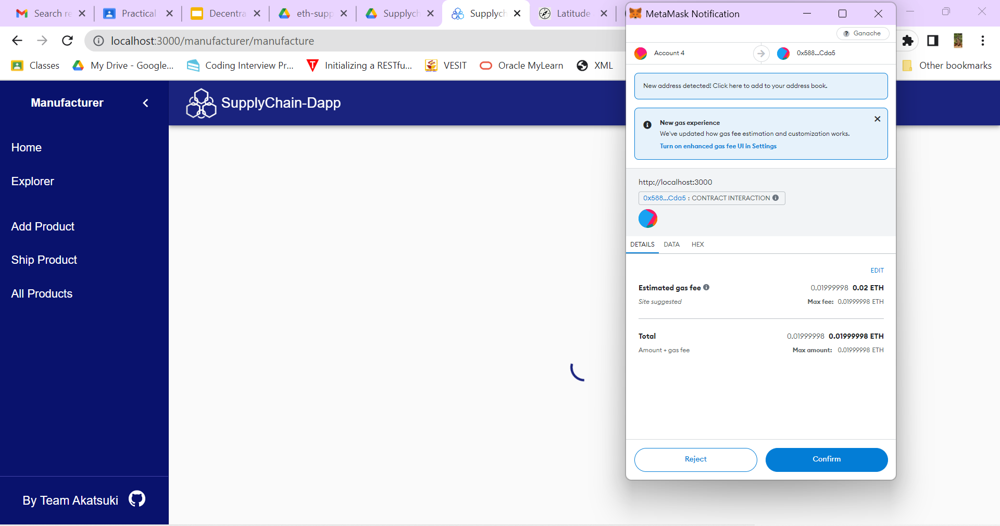 Search re
Practical
Decentra
eth-supp
Supplych
Supplych
Latitude
localhost:3000/manufacturer/manufacture
Classes
My Drive - Google...
Coding Interview Pr...
Initializing a RESTfu...
VESIT
Oracle MyLearn
XML
Other bookmarks
Manufacturer
SupplyChain-Dapp
Home
Explorer
Add Product
Ship Product
All Products
By Team Akatsuki
MetaMask Notification
Ganache
Account 4
0x588...Cda5
New address detected! Click here to add to your address book.
New gas experience
We've updated how gas fee estimation and customization works.
Turn on enhanced gas fee UI in Settings
http://localhost:3000
0x588...Cda5 : CONTRACT INTERACTION
DETAILS DATA HEX
EDIT
Estimated gas fee 0.01999998 0.02 ETH
Site suggested Max fee: 0.01999998 ETH
Total 0.01999998 0.01999998 ETH
Amount + gas fee Max amount: 0.01999998 ETH
Reject Confirm